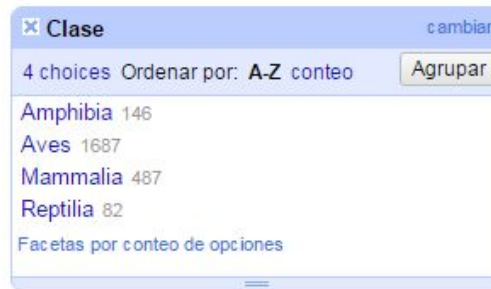 Clase cambiar
4 choices Ordenar por: A-Z conteo Agrupar
Amphibia 146
Aves 1687
Mammalia 487
Reptilia 82
Facetas por conteo de opciones